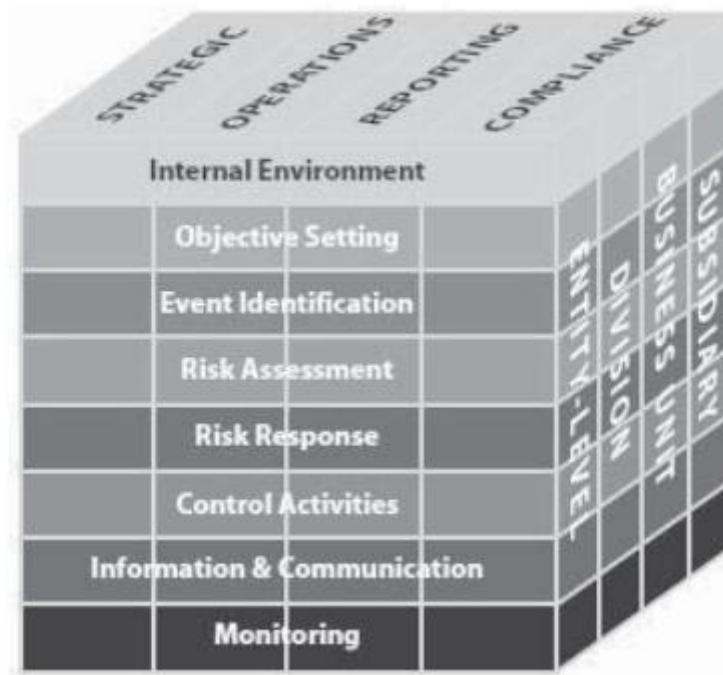 STRATEGIC
OPERATIONS
REPORTING
COMPLIANCE
Internal Environment
Objective Setting
Event Identification
Risk Assessment
Risk Response
Control Activities
Information & Communication
Monitoring
ENTITY-LEVEL
DIVISION
BUSINESS UNIT
SUBSIDIARY